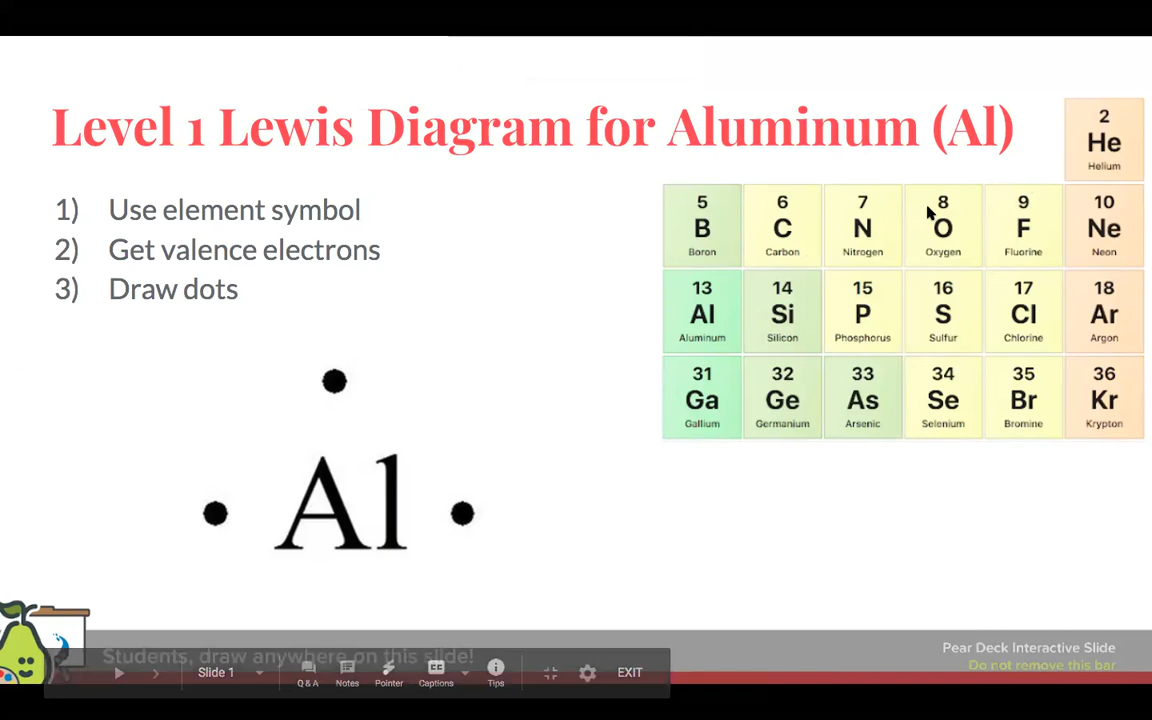 Level 1 Lewis Diagram for Aluminum (Al)
1) Use element symbol
2) Get valence electrons
3) Draw dots
2
He
Helium
5 6 7 8 9 10
B C N O F Ne
Boron Carbon Nitrogen Oxygen Fluorine Neon
13 14 15 16 17 18
Al Si P S Cl Ar
Aluminum Silicon Phosphorus Sulfur Chlorine Argon
31 32 33 34 35 36
Ga Ge As Se Br Kr
Gallium Germanium Arsenic Selenium Bromine Krypton
Al
Students, draw anywhere on this slide!
Pear Deck Interactive Slide
Do not remove this bar
Slide 1
Q & A Notes Pointer Captions Tips
CC
EXIT